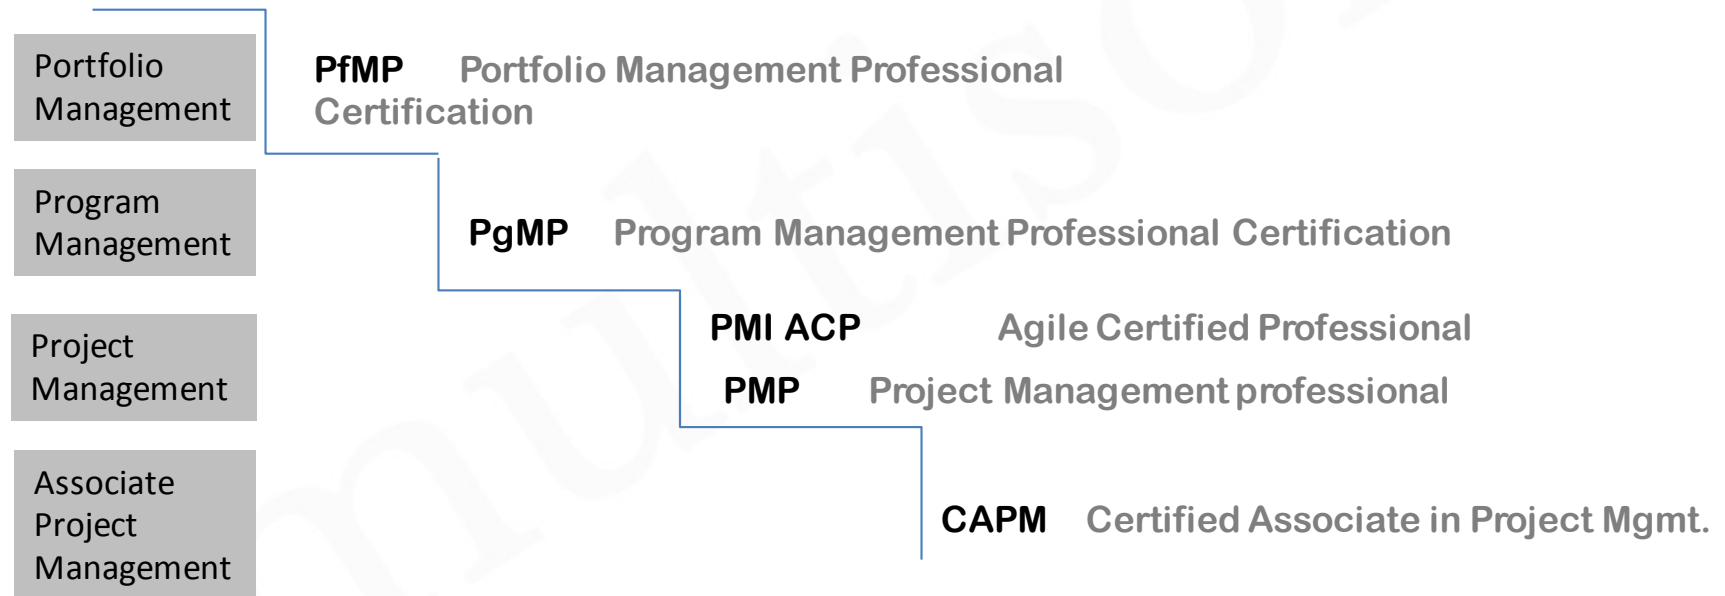 Portfolio
Management
PfMP Portfolio Management Professional
Certification
Program
Management
PgMP Program Management Professional Certification
Project
Management
PMI ACP Agile Certified Professional
PMP Project Management professional
Associate
Project
Management
CAPM Certified Associate in Project Mgmt.